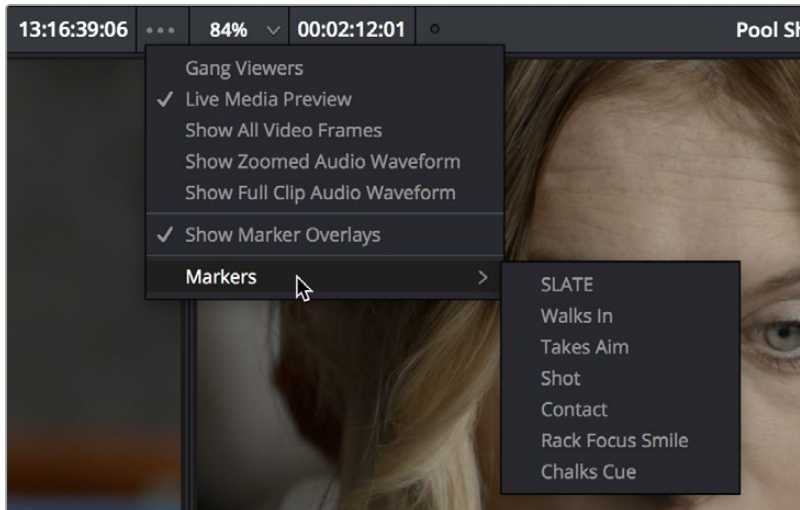 13:16:39:06 ••• 84% 00:02:12:01 Pool Sh
Gang Viewers
✓ Live Media Preview
Show All Video Frames
Show Zoomed Audio Waveform
Show Full Clip Audio Waveform
✓ Show Marker Overlays
Markers >
SLATE
Walks In
Takes Aim
Shot
Contact
Rack Focus Smile
Chalks Cue